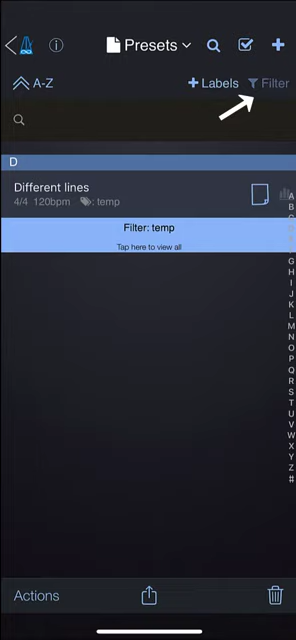 Presets
A-Z
+ Labels
Filter
D
Different lines
4/4 120bpm : temp
Filter: temp
Tap here to view all
A
B
C
G
H
I
J
K
L
M
N
O
P
Q
R
S
T
U
V
W
X
Y
Z
#
Actions